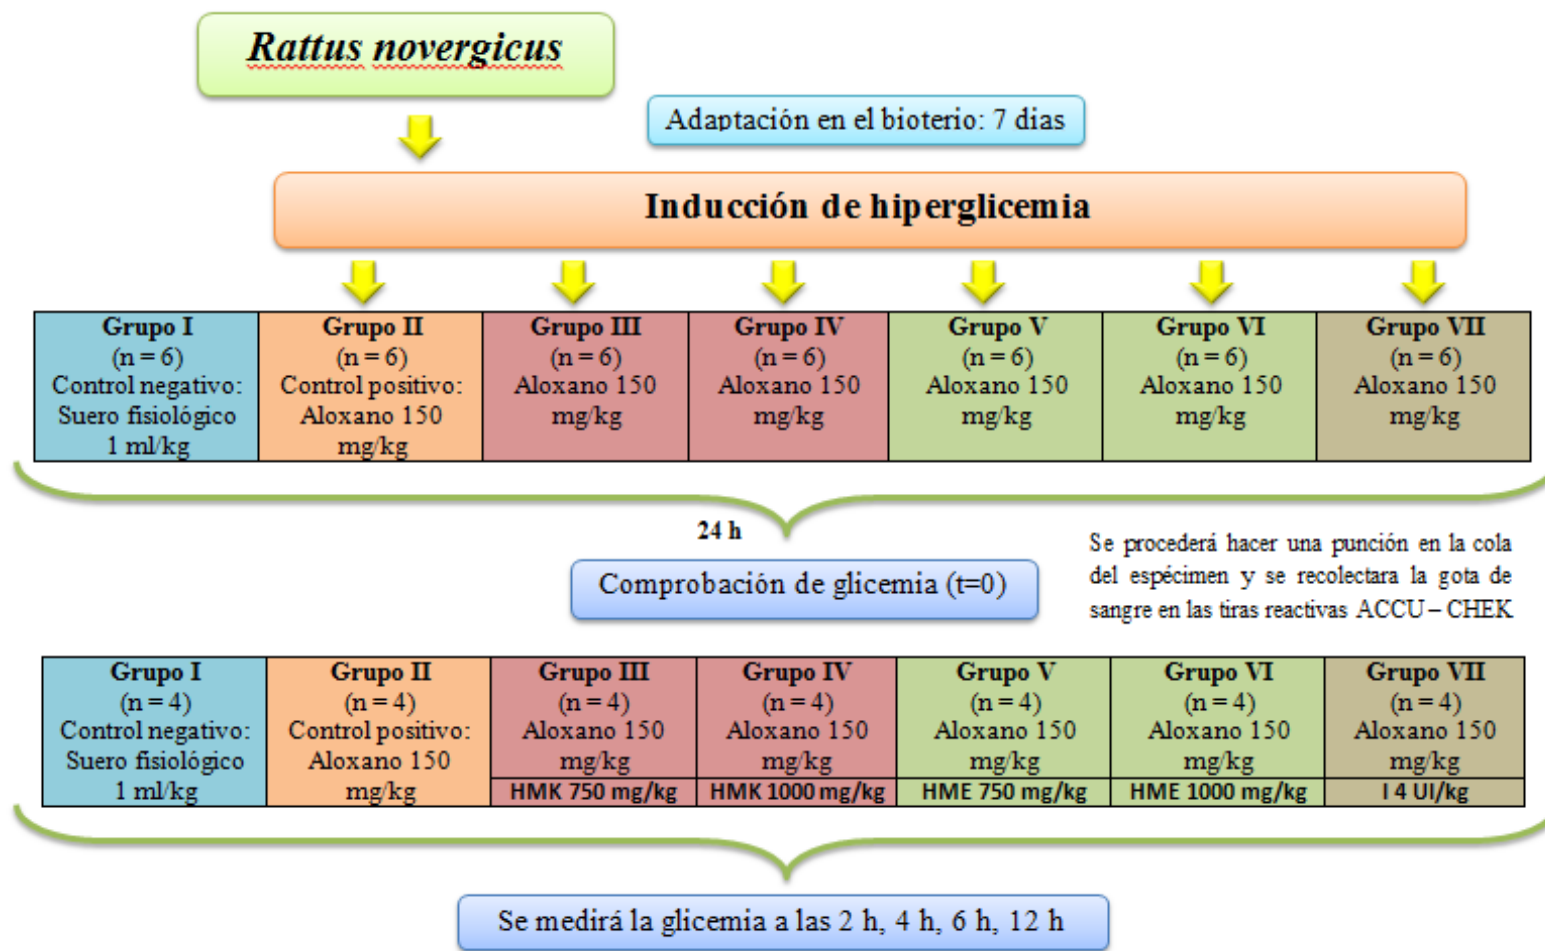 Rattus novergicus
Adaptación en el bioterio: 7 dias
Inducción de hiperglicemia
Grupo I
(n = 6)
Control negativo:
Suero fisiológico
1 ml/kg
Grupo II
(n = 6)
Control positivo:
Aloxano 150
mg/kg
Grupo III
(n = 6)
Aloxano 150
mg/kg
Grupo IV
(n = 6)
Aloxano 150
mg/kg
Grupo V
(n = 6)
Aloxano 150
mg/kg
Grupo VI
(n = 6)
Aloxano 150
mg/kg
Grupo VII
(n = 6)
Aloxano 150
mg/kg
24 h
Comprobación de glicemia (t=0)
Se procederá hacer una punción en la cola
del espécimen y se recolectara la gota de
sangre en las tiras reactivas ACCU – CHEK
Grupo I
(n = 4)
Control negativo:
Suero fisiológico
1 ml/kg
Grupo II
(n = 4)
Control positivo:
Aloxano 150
mg/kg
Grupo III
(n = 4)
Aloxano 150
mg/kg
HMK 750 mg/kg
Grupo IV
(n = 4)
Aloxano 150
mg/kg
HMK 1000 mg/kg
Grupo V
(n = 4)
Aloxano 150
mg/kg
HME 750 mg/kg
Grupo VI
(n = 4)
Aloxano 150
mg/kg
HME 1000 mg/kg
Grupo VII
(n = 4)
Aloxano 150
mg/kg
I 4 UI/kg
Se medirá la glicemia a las 2 h, 4 h, 6 h, 12 h